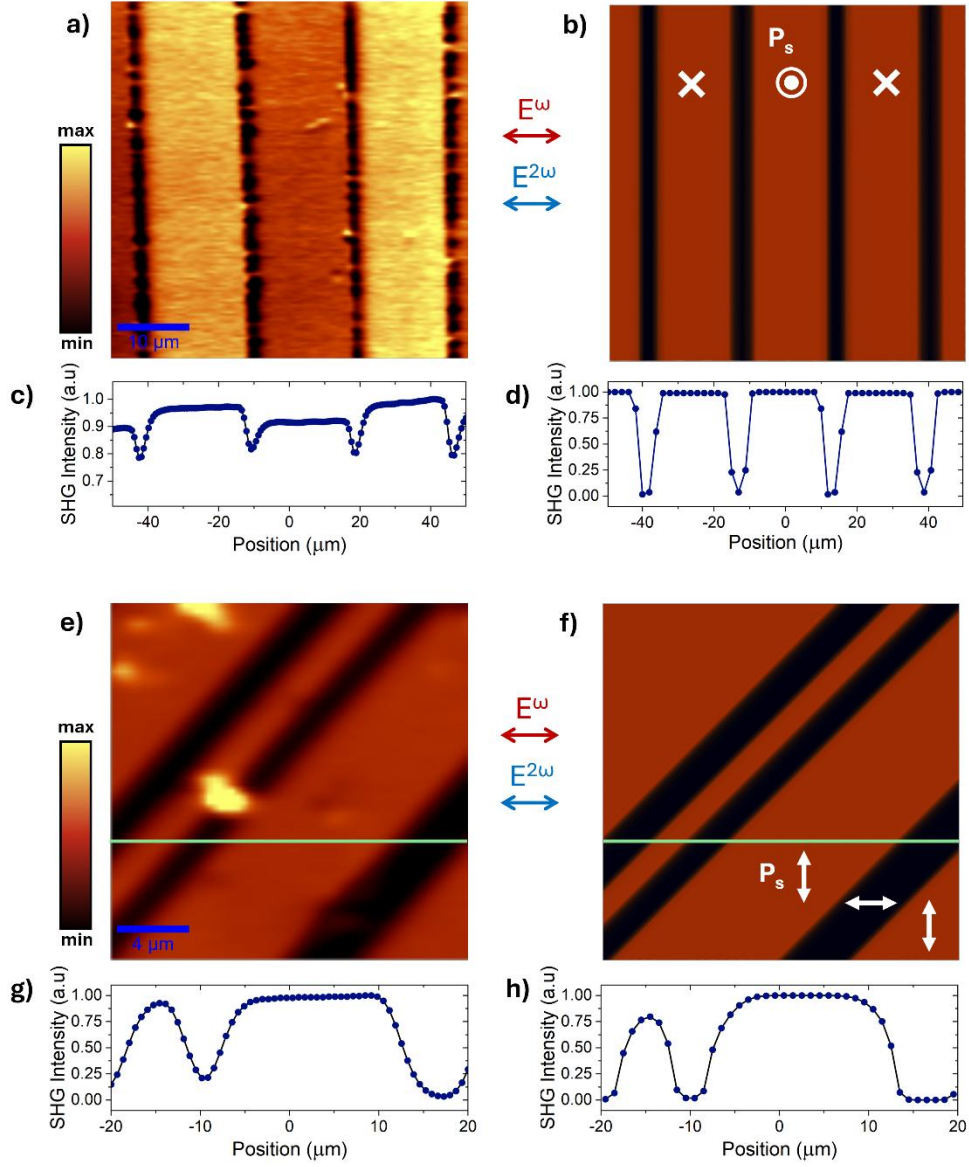 a)
max
min
10 μm
E^ω
E^2ω
b)
P_s
c)
SHG Intensity (a.u)
1.0
0.9
0.8
0.7
-40
-20
0
20
40
Position (μm)
d)
SHG Intensity (a.u)
1.00
0.75
0.50
0.25
0.00
-40
-20
0
20
40
Position (μm)
e)
max
min
4 μm
E^ω
E^2ω
f)
P_s
g)
SHG Intensity (a.u)
1.00
0.75
0.50
0.25
0.00
-20
-10
0
10
20
Position (μm)
h)
SHG Intensity (a.u)
1.00
0.75
0.50
0.25
0.00
-20
-10
0
10
20
Position (μm)